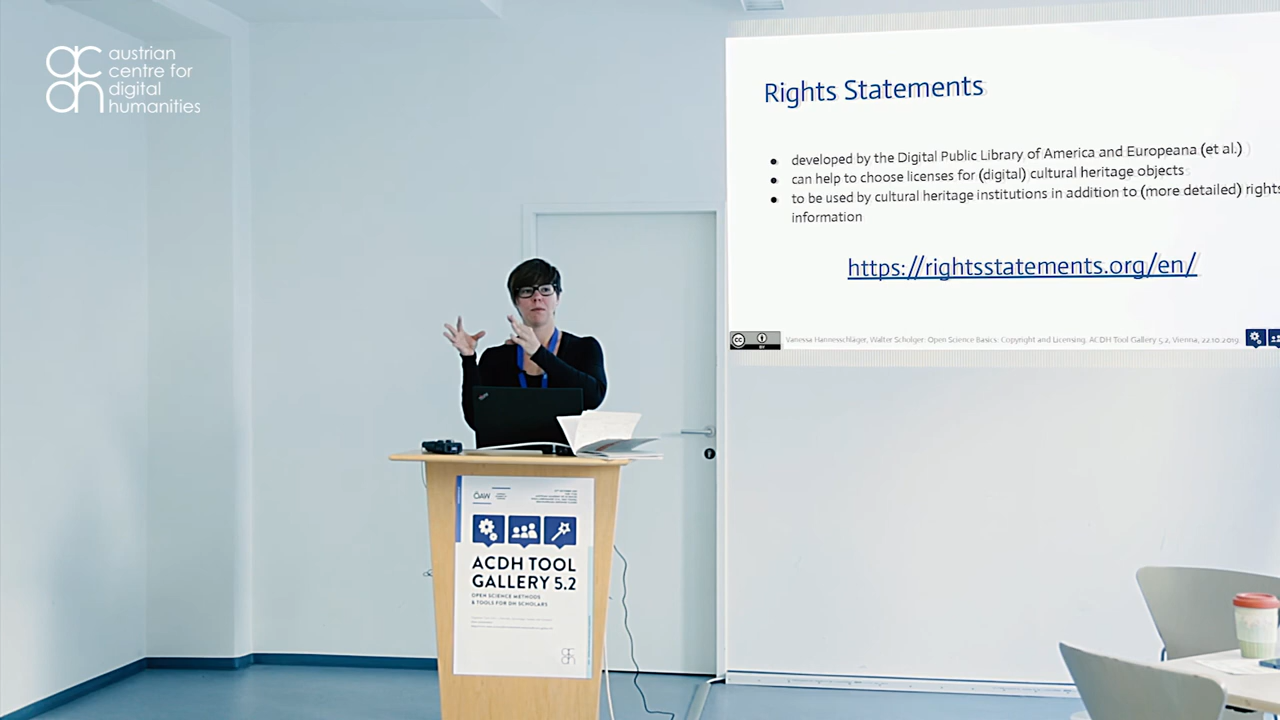 austrian
centre for
digital
humanities
Rights Statements
developed by the Digital Public Library of America and Europeana (et al.)
can help to choose licenses for (digital) cultural heritage objects
to be used by cultural heritage institutions in addition to (more detailed) rights
information
https://rightsstatements.org/en/
Vanessa Hannesschläger, Walter Scholger: Open Science Basics: Copyright and Licensing. ACDH Tool Gallery 5.2, Vienna, 22.10.2019.
BY
ÖAW
ACDH TOOL
GALLERY 5.2
OPEN SCIENCE METHODS
& TOOLS FOR DH SCHOLARS